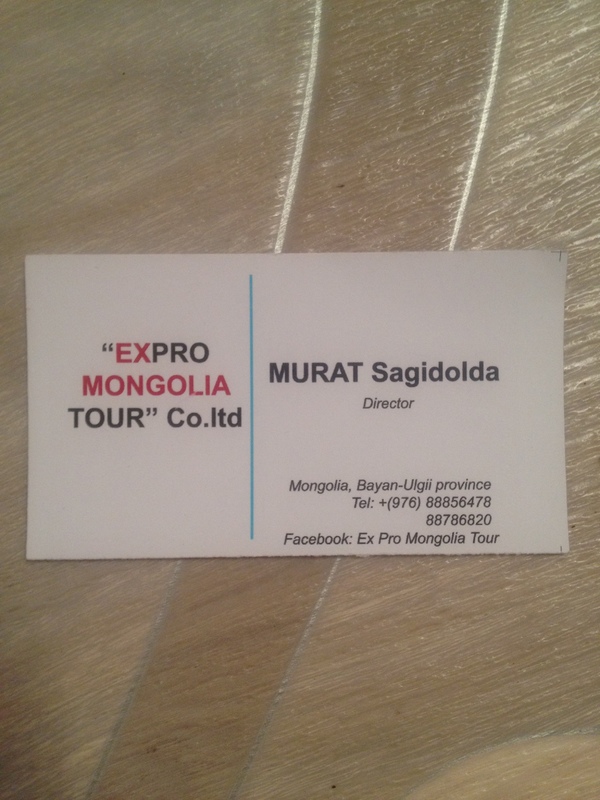 “EXPRO
MONGOLIA
TOUR” Co.ltd
MURAT Sagidolda
Director
Mongolia, Bayan-Ulgii province
Tel: +(976) 88856478
88786820
Facebook: Ex Pro Mongolia Tour